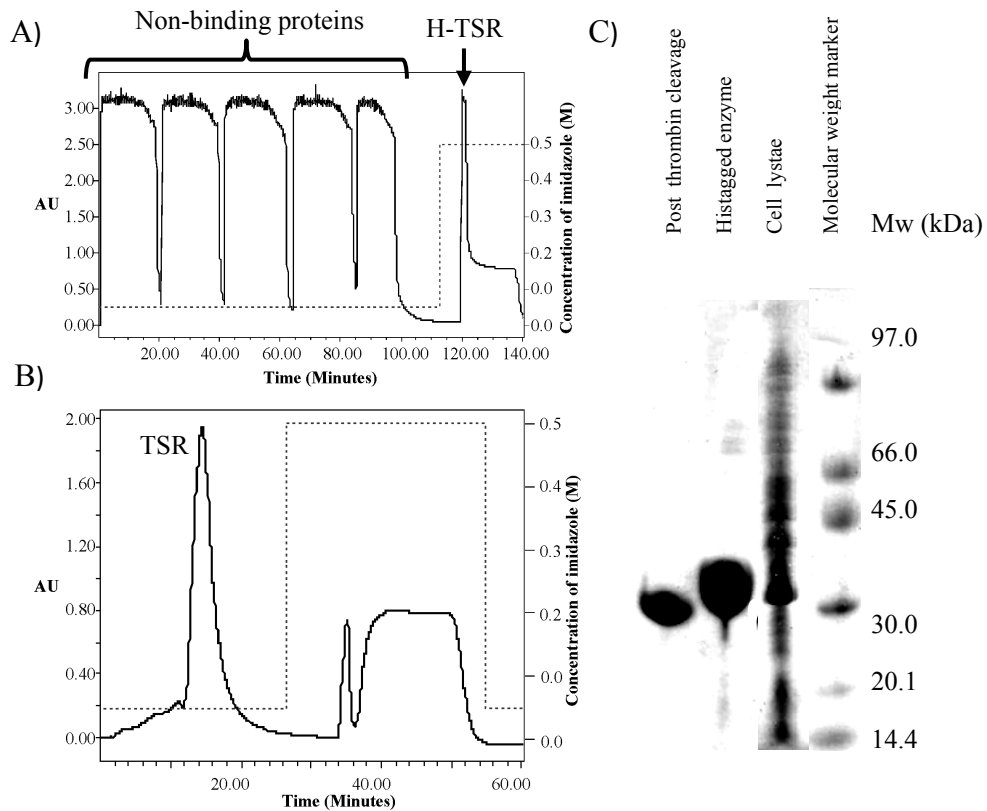 A)
Non-binding proteins
H-TSR
3.00
2.50
2.00
1.50
1.00
0.50
0.00
AU
0.5
0.4
0.3
0.2
0.0
0.0
Concentration of imidazole (M)
20.00 40.00 60.00 80.00 100.00 120.00 140.00
Time (Minutes)
B)
TSR
2.00
1.60
1.20
0.80
0.40
0.00
AU
0.5
0.4
0.3
0.2
0.0
0.0
Concentration of imidazole (M)
20.00 40.00 60.00
Time (Minutes)
C)
Post thrombin cleavage
Histagged enzyme
Cell lystae
Molecular weight marker
Mw (kDa)
97.0
66.0
45.0
30.0
20.1
14.4